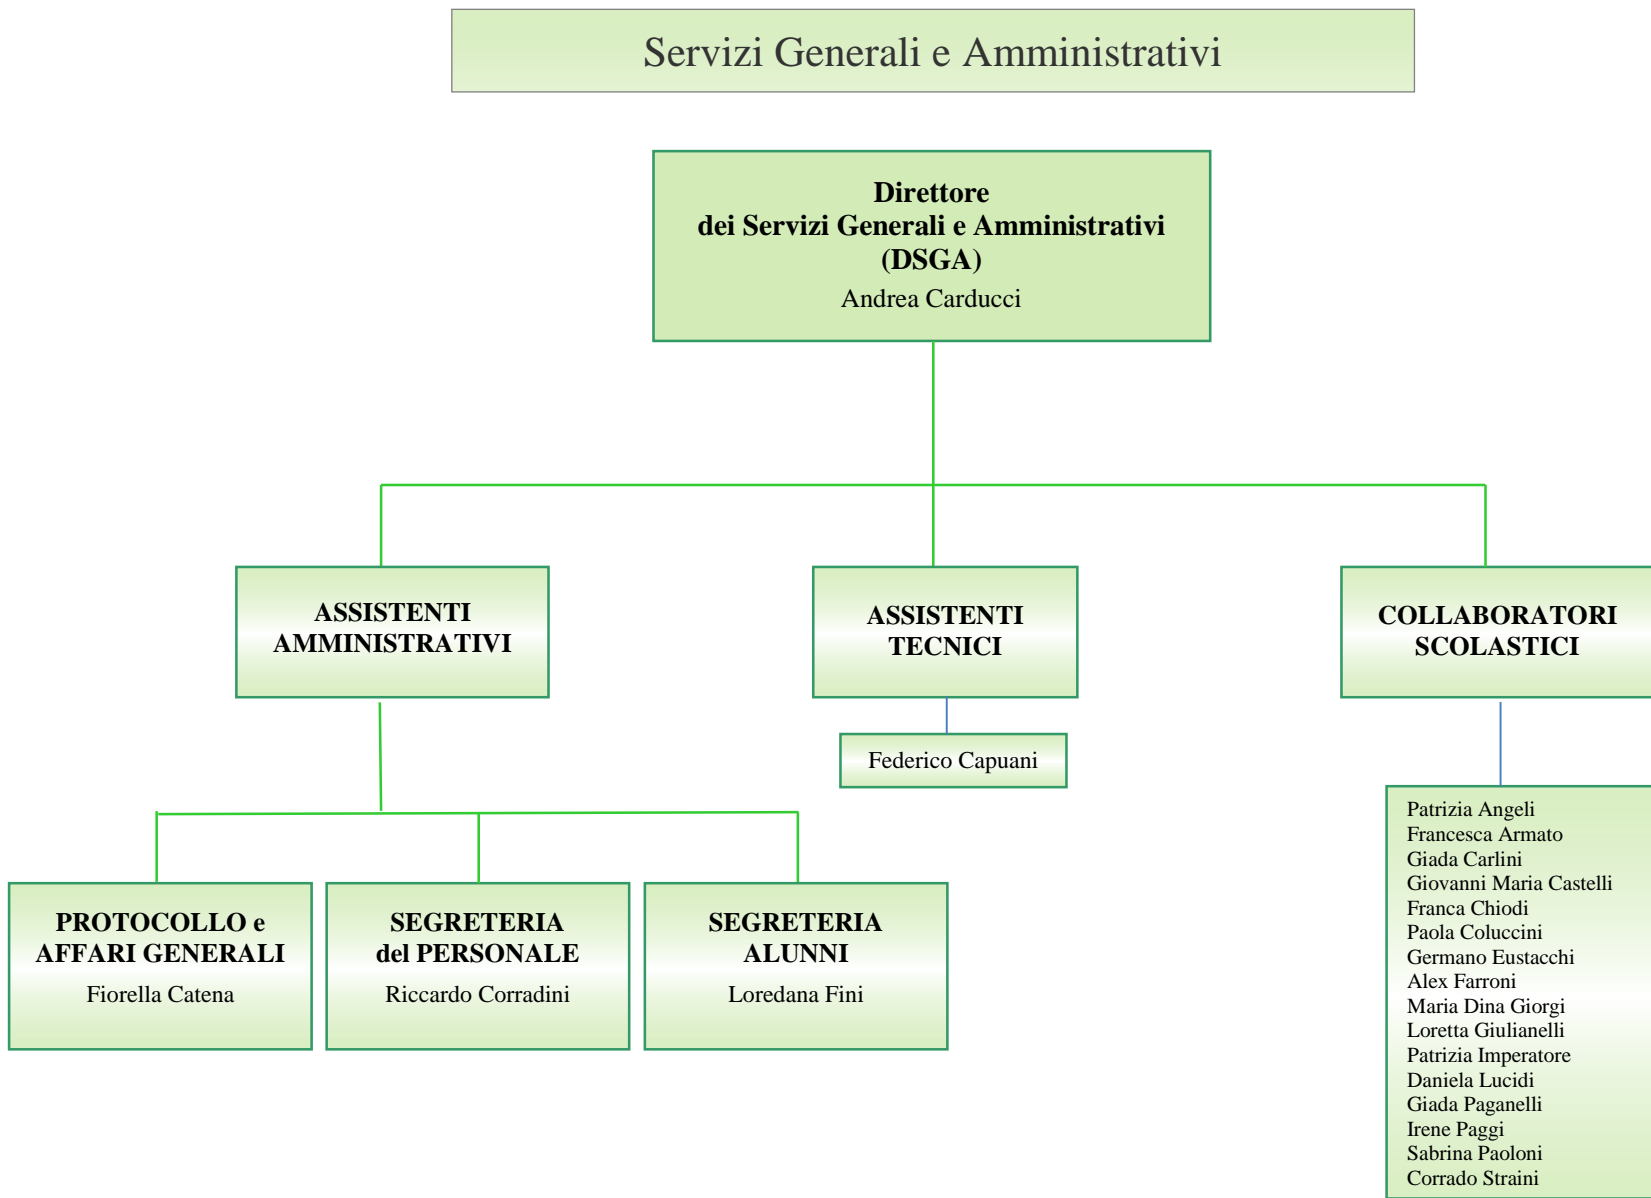 Servizi Generali e Amministrativi
Direttore
dei Servizi Generali e Amministrativi
(DSGA)
Andrea Carducci
ASSISTENTI
AMMINISTRATIVI
ASSISTENTI
TECNICI
COLLABORATORI
SCOLASTICI
Federico Capuani
PROTOCOLLO e
AFFARI GENERALI
Fiorella Catena
SEGRETERIA
del PERSONALE
Riccardo Corradini
SEGRETERIA
ALUNNI
Loredana Fini
Patrizia Angeli
Francesca Armato
Giada Carlini
Giovanni Maria Castelli
Franca Chiodi
Paola Coluccini
Germano Eustacchi
Alex Farroni
Maria Dina Giorgi
Loretta Giulianelli
Patrizia Imperatore
Daniela Lucidi
Giada Paganelli
Irene Paggi
Sabrina Paoloni
Corrado Straini